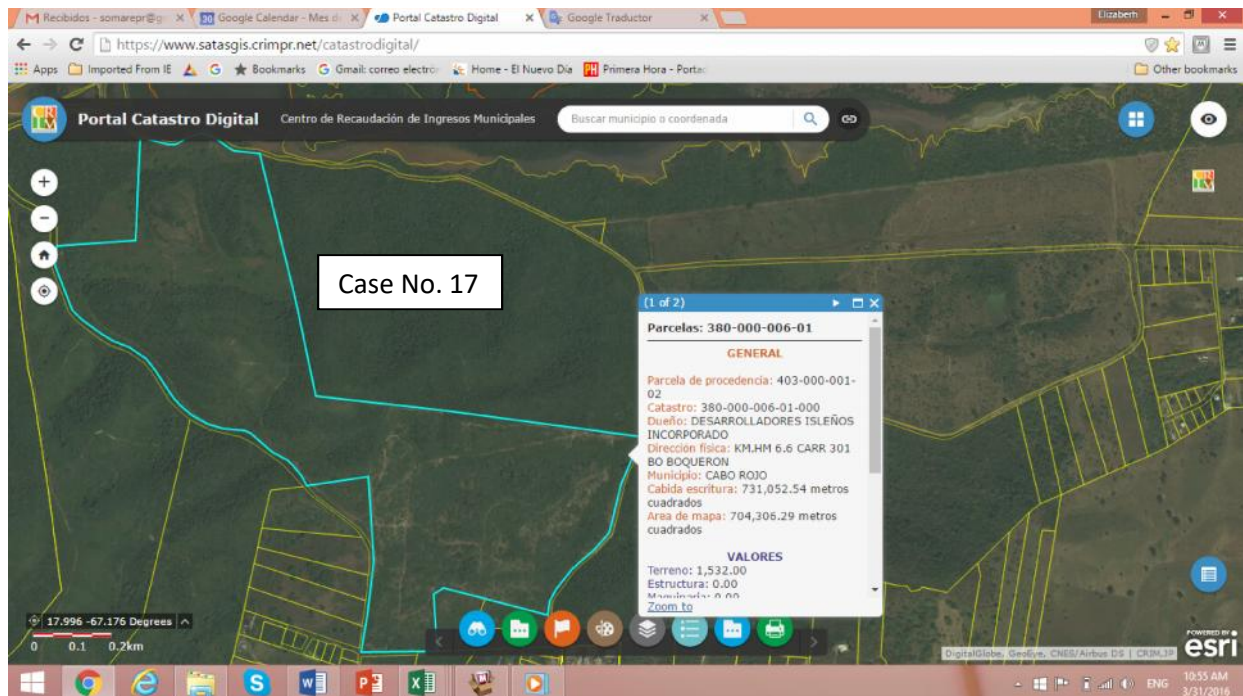 Recibidos - somarepr@g
Google Calendar - Mes d
Portal Catastro Digital
Google Traductor
Elizabeth
https://www.satasgis.crimpr.net/catastrodigital/
Apps Imported From IE G Bookmarks Gmail: correo electró Home - El Nuevo Día PH Primera Hora - Porta Other bookmarks
Portal Catastro Digital Centro de Recaudación de Ingresos Municipales Buscar municipio o coordenada
Case No. 17
(1 of 2)
Parcelas: 380-000-006-01
GENERAL
Parcela de procedencia: 403-000-001-
02
Catastro: 380-000-006-01-000
Dueño: DESARROLLADORES ISLEÑOS
INCORPORADO
Dirección física: KM.HM 6.6 CARR 301
BO BOQUERON
Municipio: CABO ROJO
Cabida escritura: 731,052.54 metros
cuadrados
Area de mapa: 704,306.29 metros
cuadrados
VALORES
Terreno: 1,532.00
Estructura: 0.00
Maquinaria: 0.00
Zoom to
17.996 -67.176 Degrees
0 0.1 0.2km
DigitalGlobe, GeoEye, CNES/Airbus DS | CRIM,JP
POWERED BY
esri
ENG
10:55 AM
3/31/2016